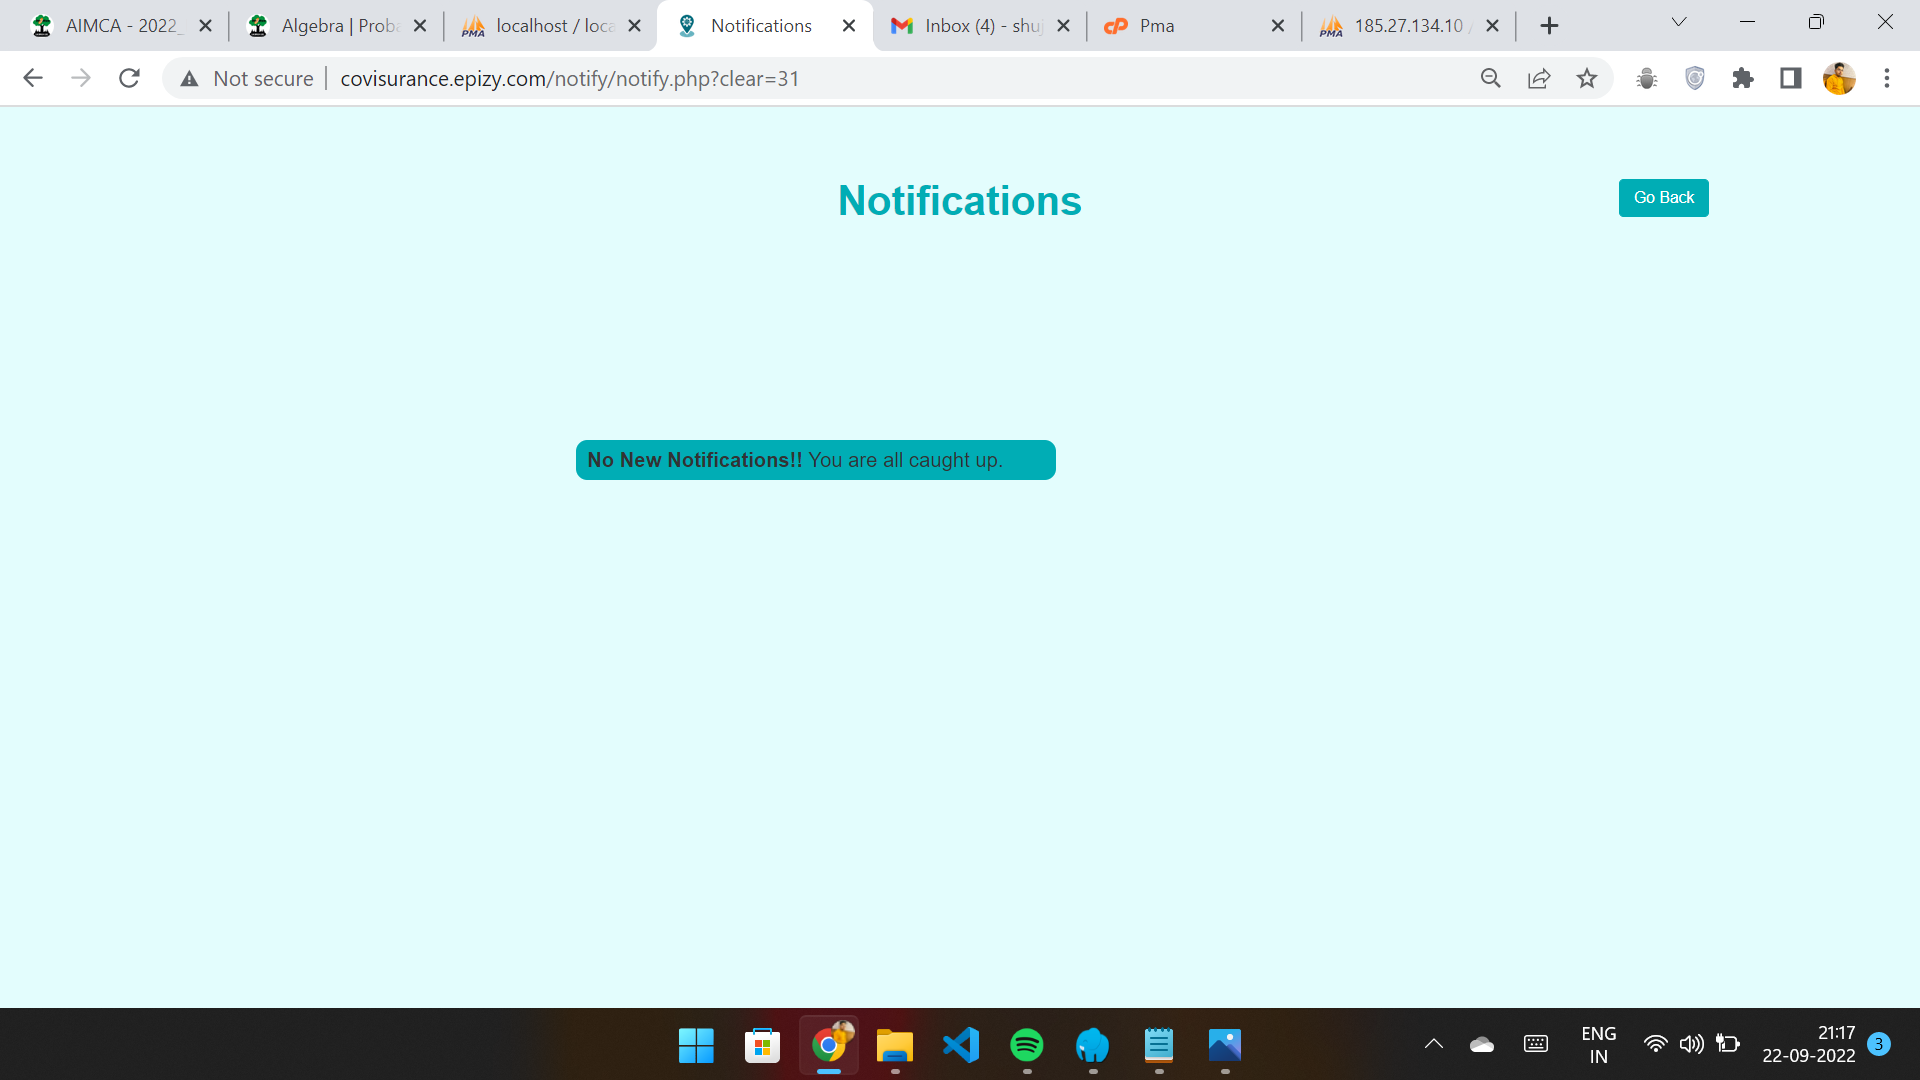 AIMCA - 2022_
Algebra | Proba
localhost / loca
Notifications
Inbox (4) - shuj
Pma
185.27.134.10 /
Not secure
covisurance.epizy.com/notify/notify.php?clear=31
Notifications
Go Back
No New Notifications!! You are all caught up.
ENG
IN
21:17
22-09-2022
3